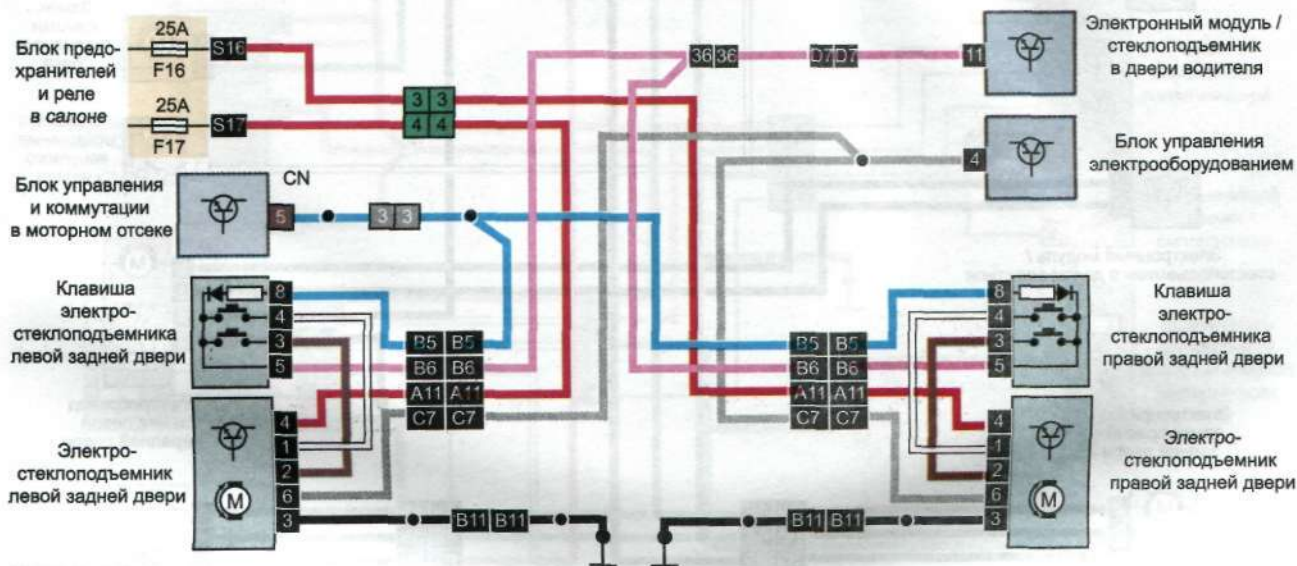 25A
S16
F16
25A
S17
F17
Блок предо-
хранителей
и реле
в салоне
3 3
4 4
36 36
D7 D7
11
Электронный модуль /
стеклоподъемник
в двери водителя
4
Блок управления
электрооборудованием
Блок управления
и коммутации
в моторном отсеке
CN
5
3 3
Клавиша
электро-
стеклоподъемника
левой задней двери
8
4
3
5
B5 B5
B6 B6
A11 A11
C7 C7
Электро-
стеклоподъемник
левой задней двери
M
4
1
2
6
3
B11 B11
B5 B5
B6 B6
A11 A11
C7 C7
8
4
3
5
Клавиша
электро-
стеклоподъемника
правой задней двери
4
1
2
6
3
M
Электро-
стеклоподъемник
правой задней двери
B11 B11